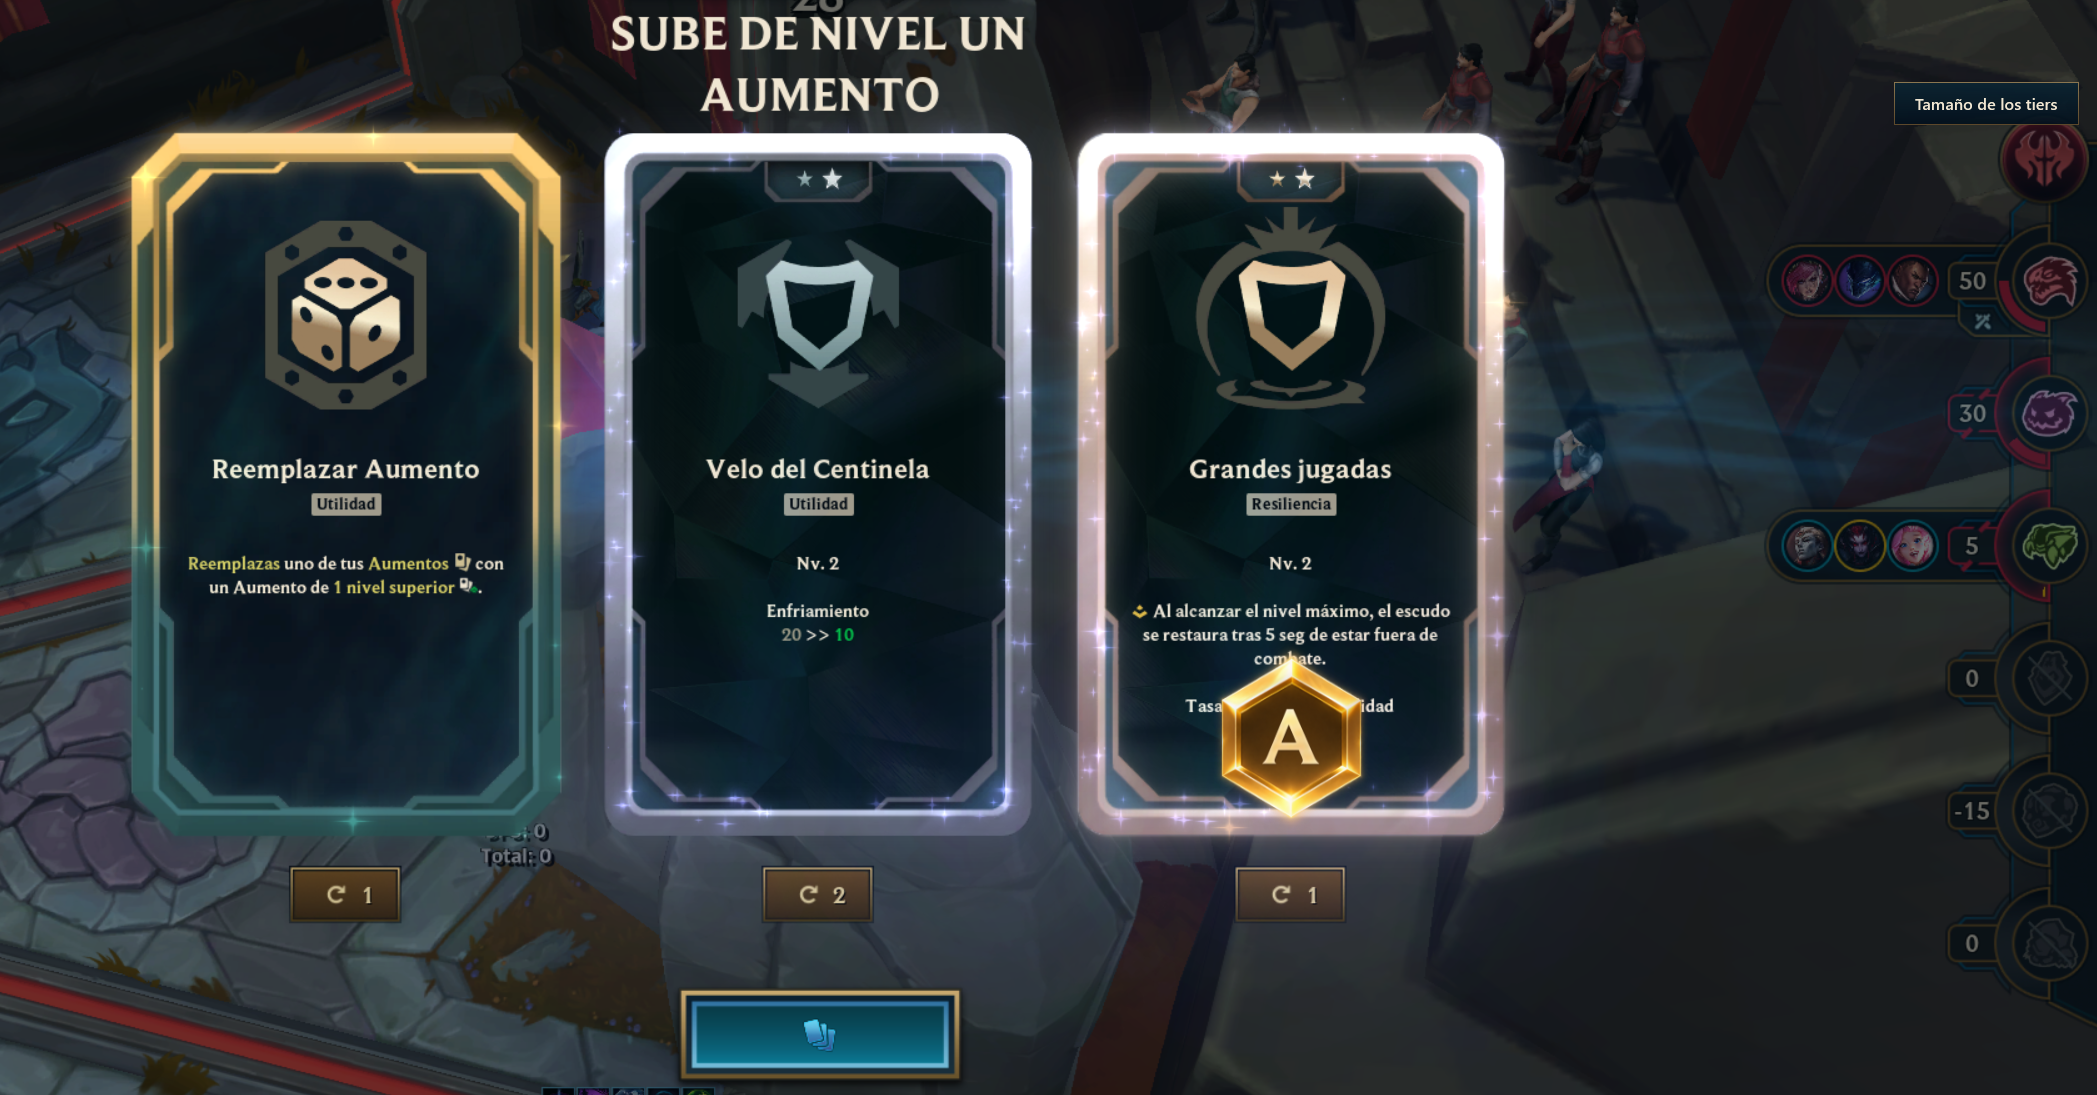 SUBE DE NIVEL UN
AUMENTO
Tamaño de los tiers
Reemplazar Aumento
Utilidad
Reemplazas uno de tus Aumentos con
un Aumento de 1 nivel superior .
1
Velo del Centinela
Utilidad
Nv. 2
Enfriamiento
20 >> 10
2
Grandes jugadas
Resiliencia
Nv. 2
Al alcanzar el nivel máximo, el escudo
se restaura tras 5 seg de estar fuera de
combate.
A
1
Total: 0
50
30
5
0
-15
0